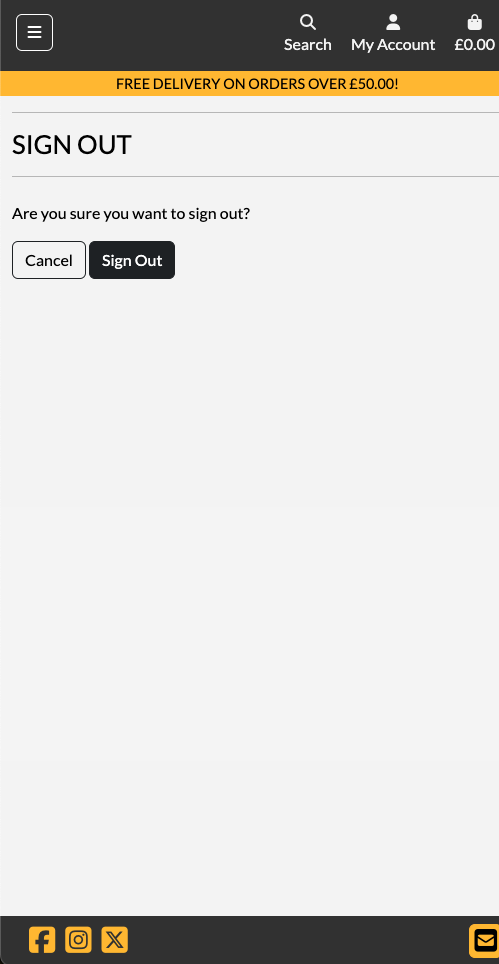 Search My Account £0.00
FREE DELIVERY ON ORDERS OVER £50.00!
SIGN OUT
Are you sure you want to sign out?
Cancel Sign Out